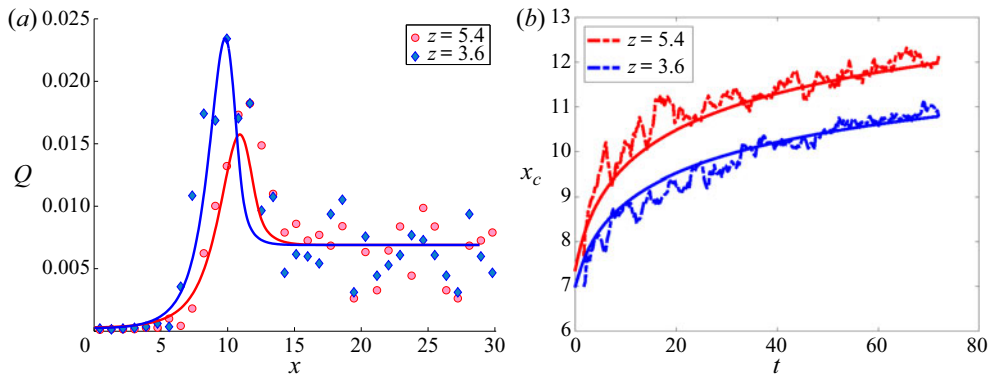 (a)
0.025
0.020
0.015
0.010
0.005
Q
z = 5.4
z = 3.6
0 5 10 15 20 25 30
x
(b)
13
12
11
10
9
8
7
6
x_c
z = 5.4
z = 3.6
0 20 40 60 80
t